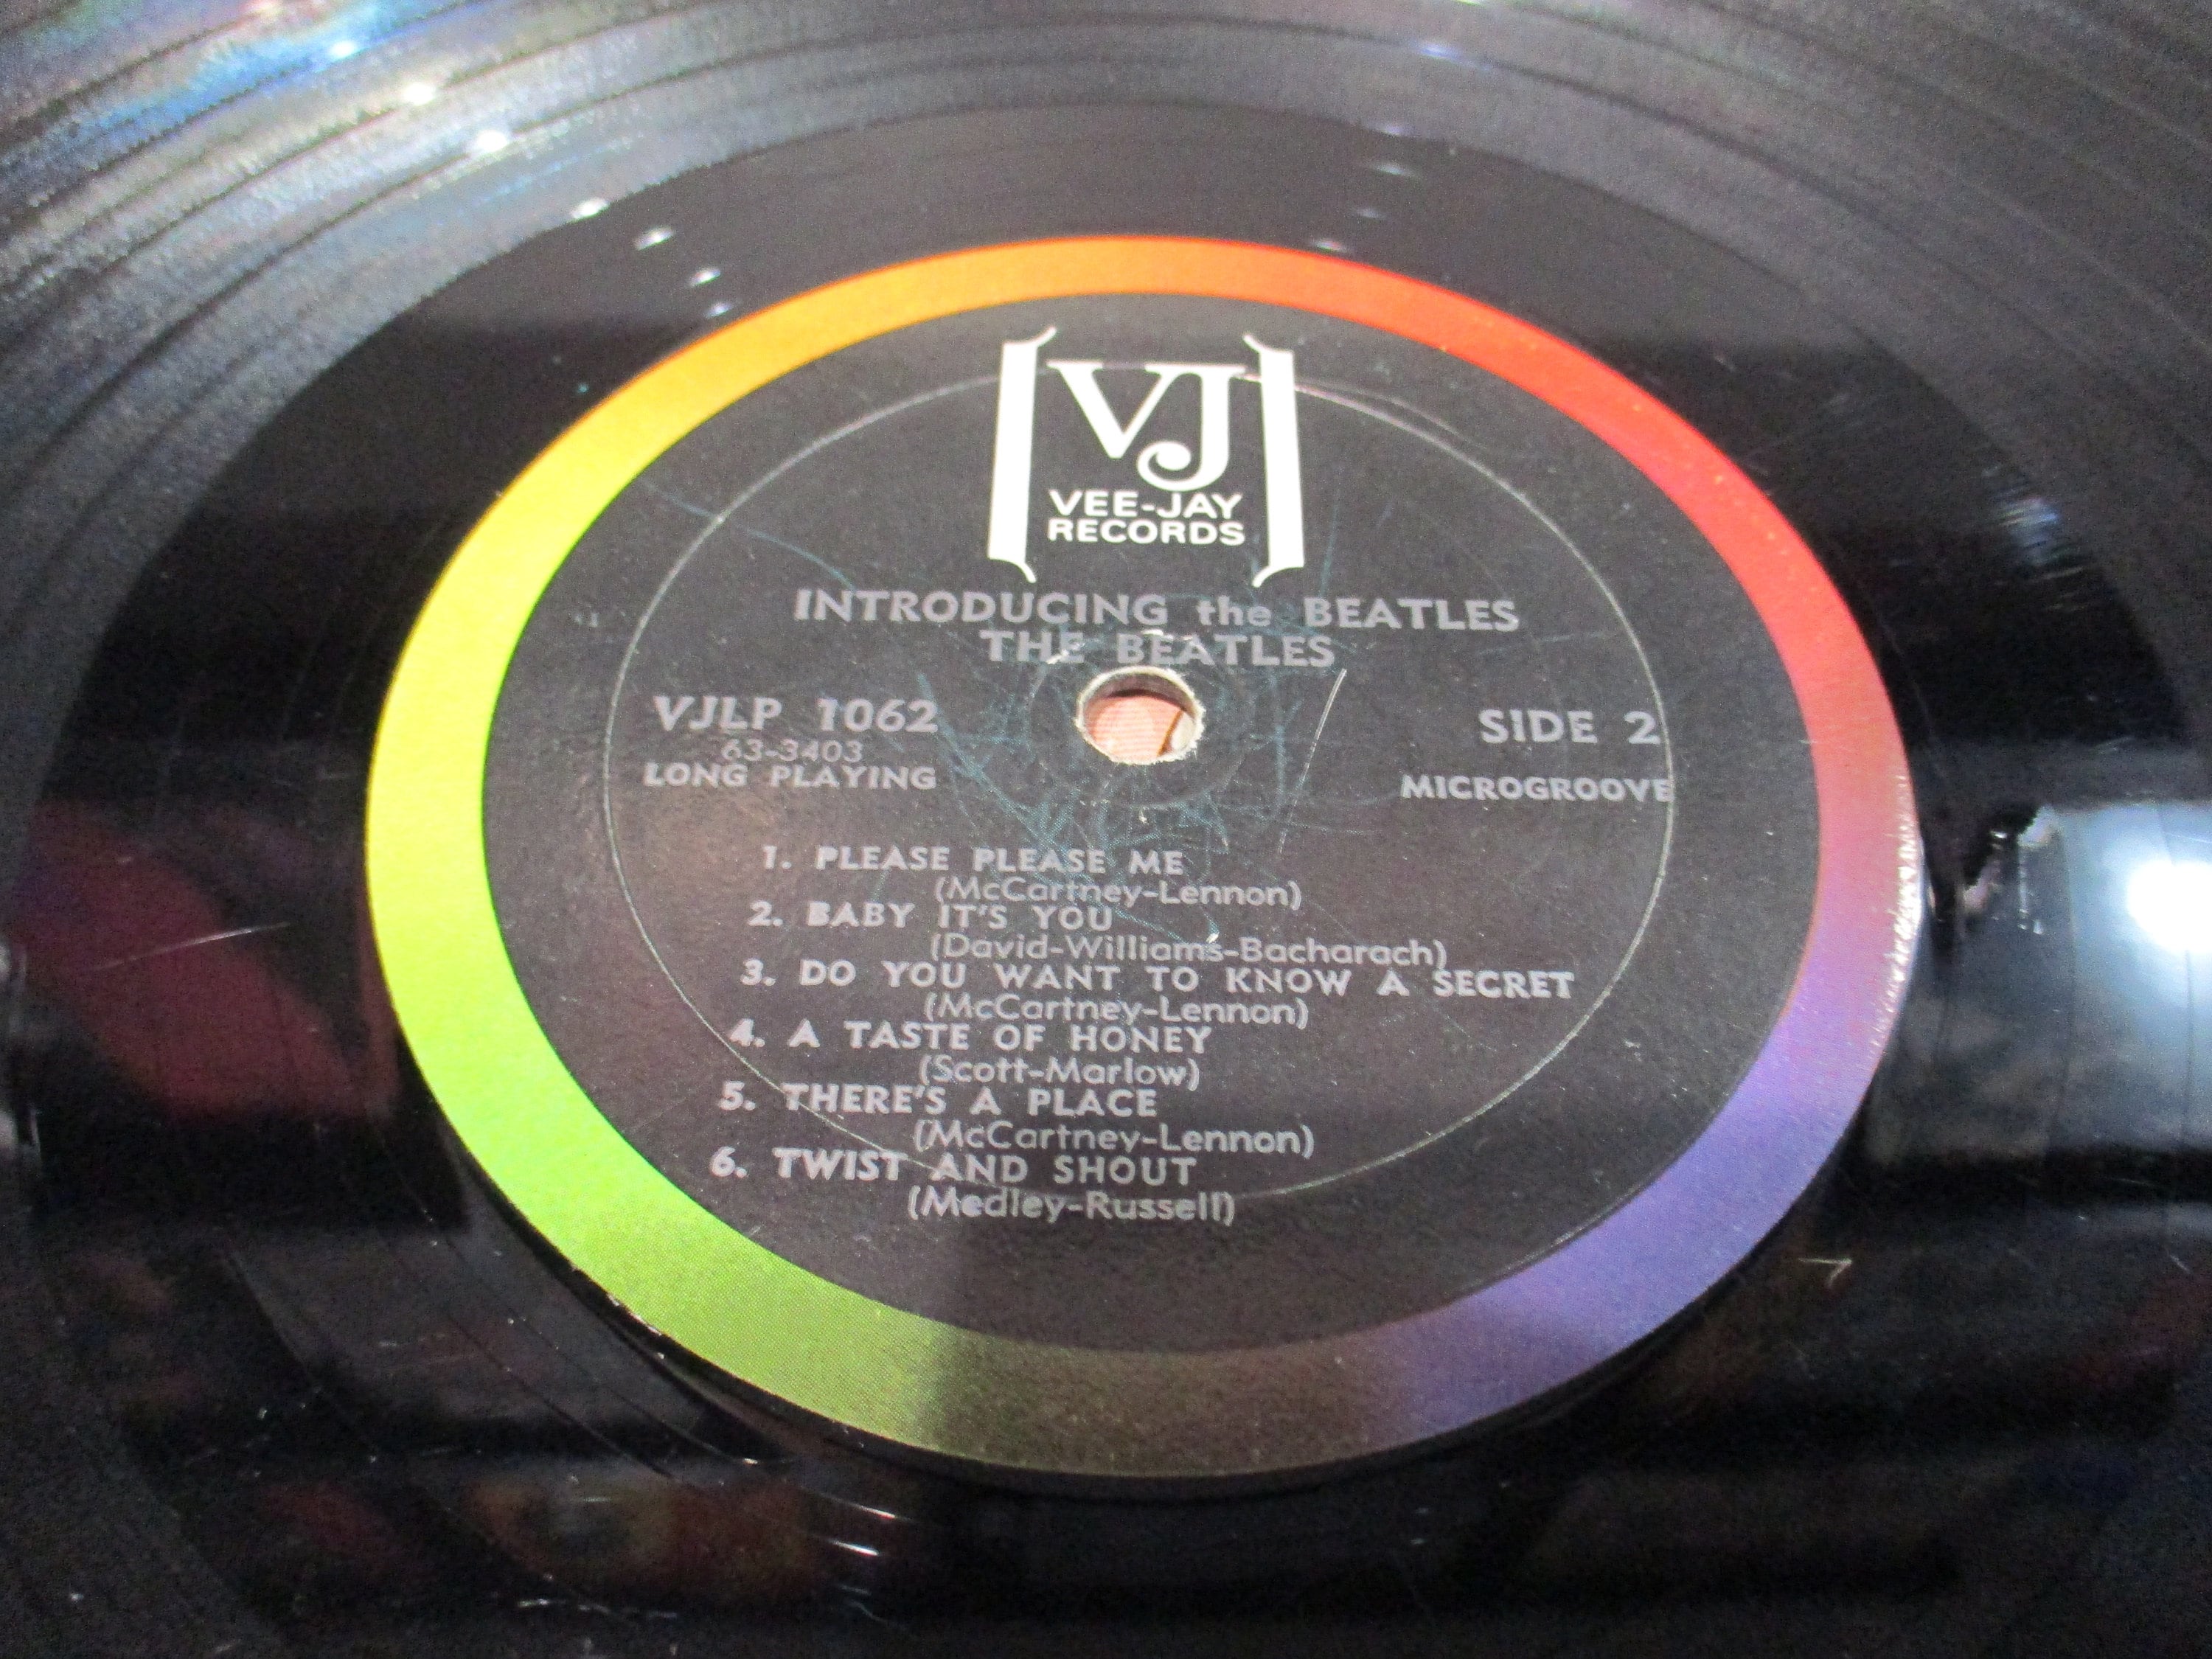 VJ
VEE-JAY
RECORDS
INTRODUCING the BEATLES
THE BEATLES
VJLP 1062 SIDE 2
63-3403
LONG PLAYING MICROGROOVE
1. PLEASE PLEASE ME
(McCartney-Lennon)
2. BABY IT'S YOU
(David-Williams-Bacharach)
3. DO YOU WANT TO KNOW A SECRET
(McCartney-Lennon)
4. A TASTE OF HONEY
(Scott-Marlow)
5. THERE'S A PLACE
(McCartney-Lennon)
6. TWIST AND SHOUT
(Medley-Russell)